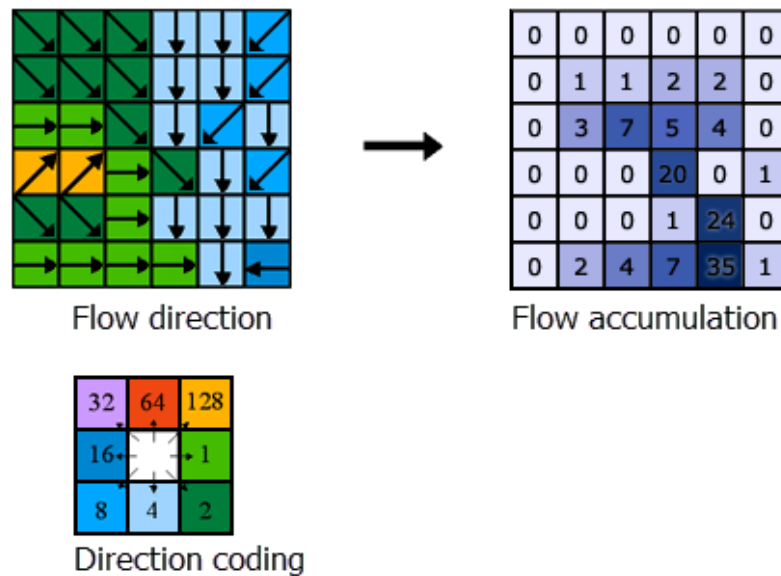 0 0 0 0 0 0
0 1 1 2 2 0
0 3 7 5 4 0
0 0 0 20 0 1
0 0 0 1 24 0
0 2 4 7 35 1
Flow direction
Flow accumulation
32 64 128
16 1
8 4 2
Direction coding